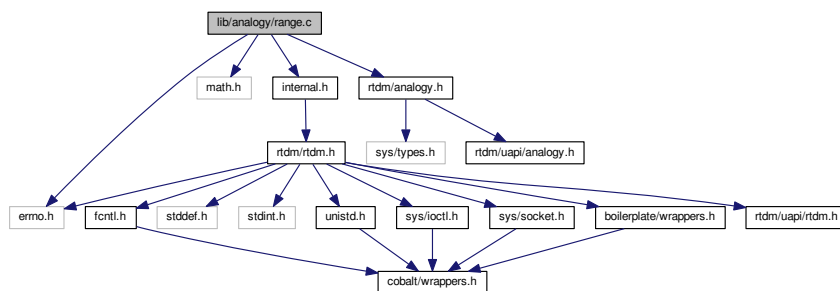 lib/analogy/range.c
math.h
internal.h
rtdm/analogy.h
rtdm/rtdm.h
sys/types.h
rtdm/uapi/analogy.h
errno.h
fcntl.h
stddef.h
stdint.h
unistd.h
sys/ioctl.h
sys/socket.h
boilerplate/wrappers.h
rtdm/uapi/rtdm.h
cobalt/wrappers.h